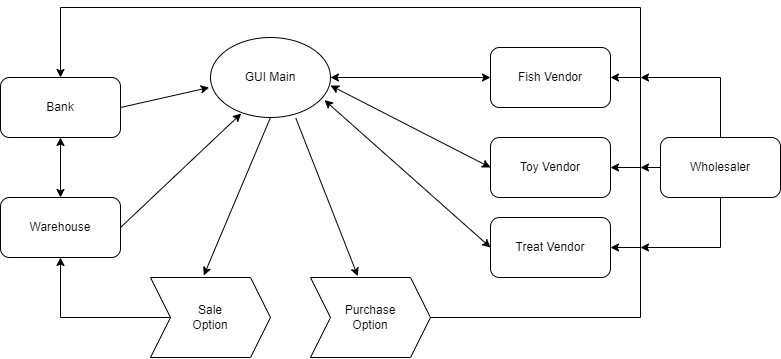 GUI Main
Fish Vendor
Bank
Toy Vendor
Wholesaler
Warehouse
Treat Vendor
Sale
Option
Purchase
Option